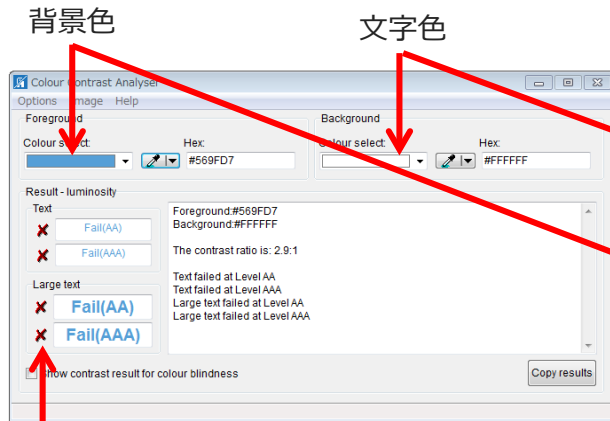 背景色
文字色
Colour Contrast Analyser
Options Image Help
Foreground
Background
Colour select:
Hex:
Colour select:
Hex:
#569FD7
#FFFFFF
Result - luminosity
Text
Fail(AA)
Fail(AAA)
Large text
Fail(AA)
Fail(AAA)
Foreground:#569FD7
Background:#FFFFFF
The contrast ratio is: 2.9:1
Text failed at Level AA
Text failed at Level AAA
Large text failed at Level AA
Large text failed at Level AAA
Show contrast result for colour blindness
Copy results